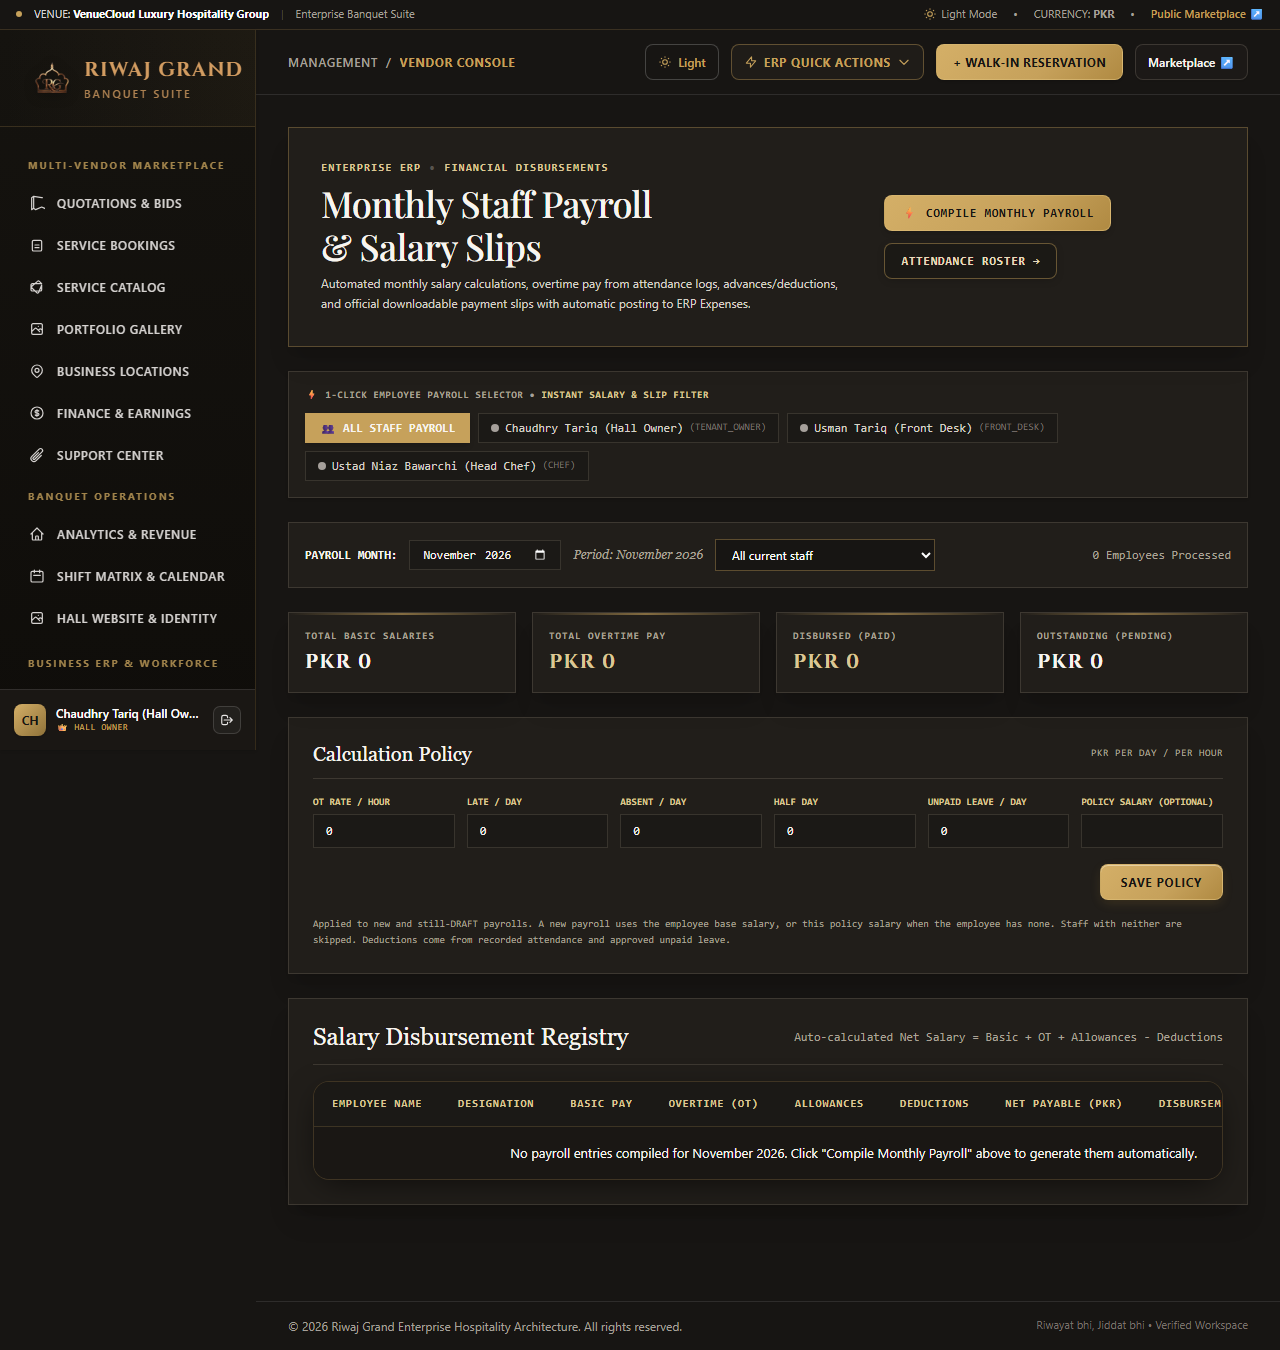 VENUE: VenueCloud Luxury Hospitality Group | Enterprise Banquet Suite
Light Mode • CURRENCY: PKR • Public Marketplace ↗
RIWAJ GRAND
BANQUET SUITE
RG
MANAGEMENT / VENDOR CONSOLE
Light
ERP QUICK ACTIONS
+ WALK-IN RESERVATION
Marketplace ↗
MULTI-VENDOR MARKETPLACE
QUOTATIONS & BIDS
SERVICE BOOKINGS
SERVICE CATALOG
PORTFOLIO GALLERY
BUSINESS LOCATIONS
FINANCE & EARNINGS
SUPPORT CENTER
BANQUET OPERATIONS
ANALYTICS & REVENUE
SHIFT MATRIX & CALENDAR
HALL WEBSITE & IDENTITY
BUSINESS ERP & WORKFORCE
CH
Chaudhry Tariq (Hall Ow...
HALL OWNER
ENTERPRISE ERP • FINANCIAL DISBURSEMENTS
Monthly Staff Payroll
& Salary Slips
Automated monthly salary calculations, overtime pay from attendance logs, advances/deductions,
and official downloadable payment slips with automatic posting to ERP Expenses.
COMPILE MONTHLY PAYROLL
ATTENDANCE ROSTER →
1-CLICK EMPLOYEE PAYROLL SELECTOR • INSTANT SALARY & SLIP FILTER
ALL STAFF PAYROLL
Chaudhry Tariq (Hall Owner) (TENANT_OWNER)
Usman Tariq (Front Desk) (FRONT_DESK)
Ustad Niaz Bawarchi (Head Chef) (CHEF)
PAYROLL MONTH: November 2026 Period: November 2026 All current staff 0 Employees Processed
TOTAL BASIC SALARIES
PKR 0
TOTAL OVERTIME PAY
PKR 0
DISBURSED (PAID)
PKR 0
OUTSTANDING (PENDING)
PKR 0
Calculation Policy
PKR PER DAY / PER HOUR
OT RATE / HOUR
0
LATE / DAY
0
ABSENT / DAY
0
HALF DAY
0
UNPAID LEAVE / DAY
0
POLICY SALARY (OPTIONAL)
SAVE POLICY
Applied to new and still-DRAFT payrolls. A new payroll uses the employee base salary, or this policy salary when the employee has none. Staff with neither are
skipped. Deductions come from recorded attendance and approved unpaid leave.
Salary Disbursement Registry
Auto-calculated Net Salary = Basic + OT + Allowances - Deductions
EMPLOYEE NAME DESIGNATION BASIC PAY OVERTIME (OT) ALLOWANCES DEDUCTIONS NET PAYABLE (PKR) DISBURSEM
No payroll entries compiled for November 2026. Click "Compile Monthly Payroll" above to generate them automatically.
© 2026 Riwaj Grand Enterprise Hospitality Architecture. All rights reserved.
Riwayat bhi, Jiddat bhi • Verified Workspace